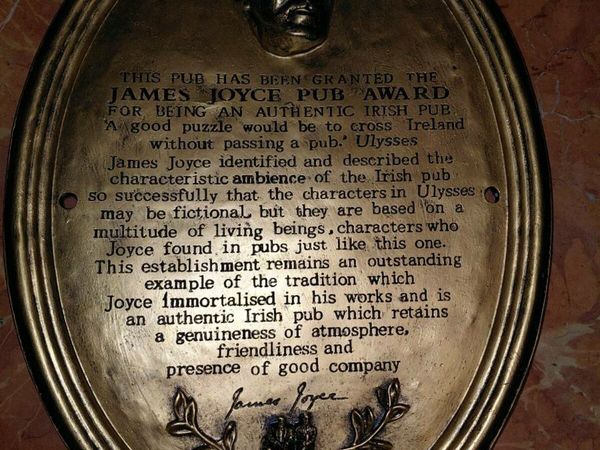 THIS PUB HAS BEEN GRANTED THE
JAMES JOYCE PUB AWARD
FOR BEING AN AUTHENTIC IRISH PUB
'A good puzzle would be to cross Ireland
without passing a pub.' Ulysses
James Joyce identified and described the
characteristic ambience of the Irish pub
so successfully that the characters in Ulysses
may be fictional, but they are based on a
multitude of living beings, characters who
Joyce found in pubs just like this one.
This establishment remains an outstanding
example of the tradition which
Joyce immortalised in his works and is
an authentic Irish pub which retains
a genuineness of atmosphere,
friendliness and
presence of good company
James Joyce